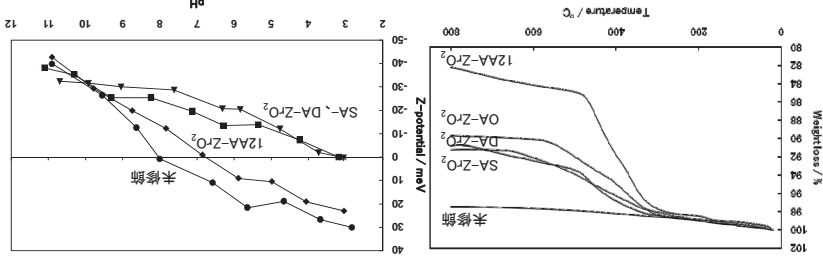 102
100
98
96
94
92
90
88
86
84
82
80
Weight loss / %
0 200 400 600 800
Temperature / °C
未修飾
SA-ZrO₂
DA-ZrO₂
OA-ZrO₂
12AA-ZrO₂
40
30
20
10
0
-10
-20
-30
-40
-50
Z-potential / meV
未修飾
12AA-ZrO₂
SA-、DA-ZrO₂
2 3 4 5 6 7 8 9 10 11 12
pH